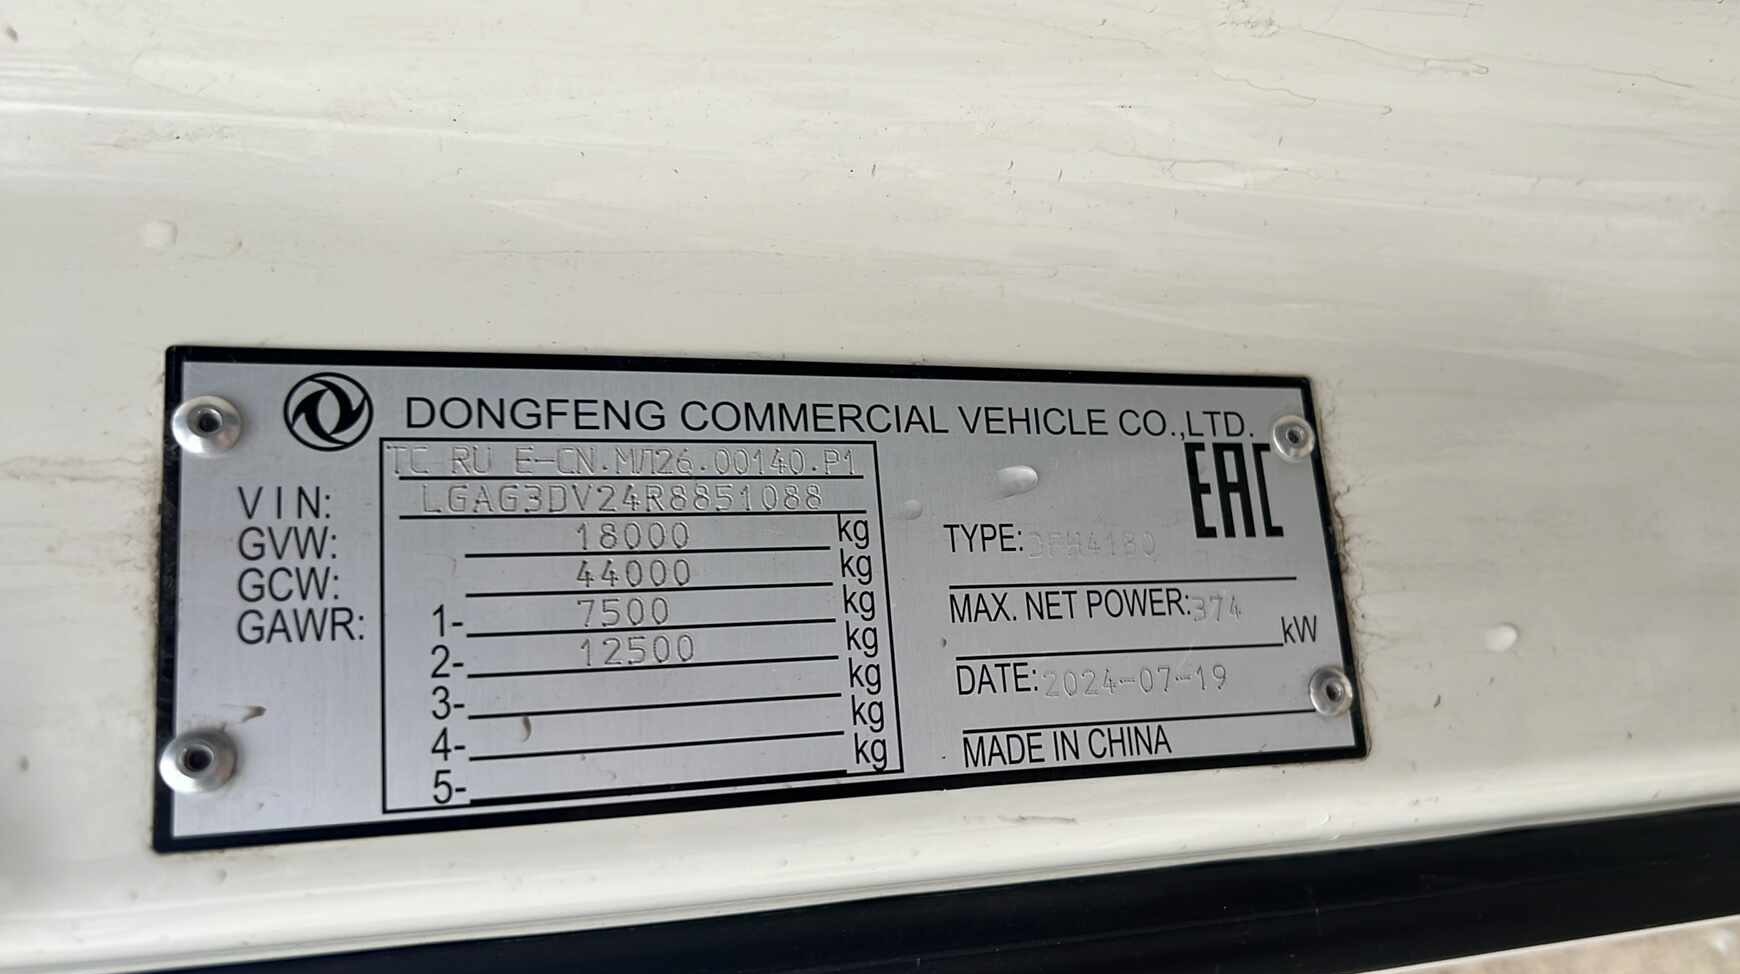 DONGFENG COMMERCIAL VEHICLE CO.,LTD.
TC RU E-CN.МТ26.00140.P1
VIN: LGAG3DV24R8851088
GVW: 18000 kg
GCW: 44000 kg
GAWR: 1- 7500 kg
2- 12500 kg
3- kg
4- kg
5- kg
EAC
TYPE: DFH4180
MAX. NET POWER: 374 kW
DATE: 2024-07-19
MADE IN CHINA